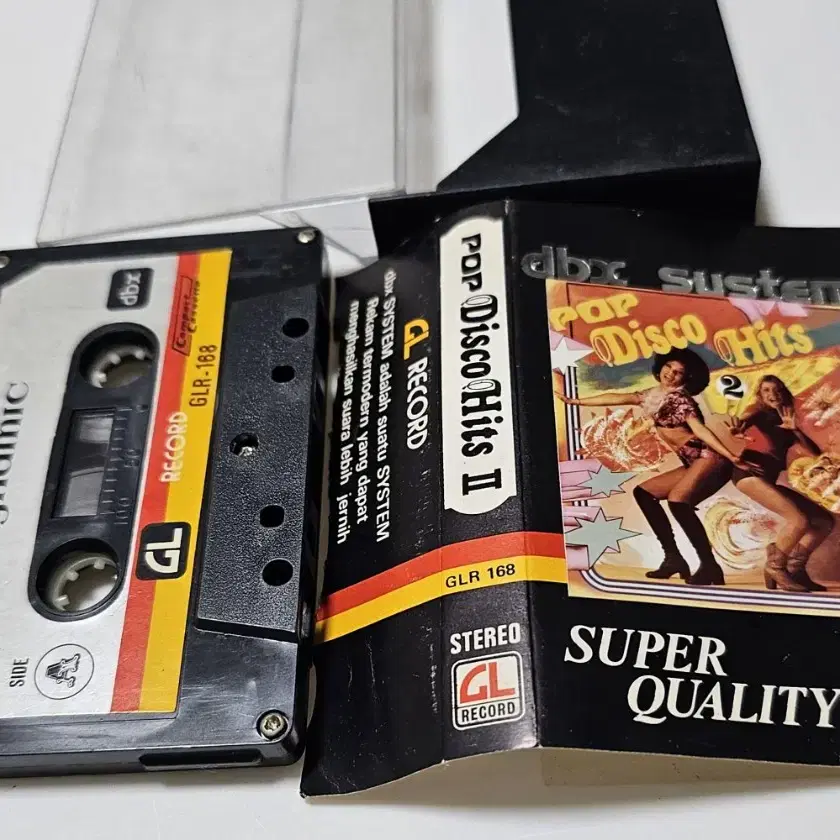 dbx
Compact
Cassette
GLR-168
RECORD
GL
SIDE
A
GL RECORD
dbx SYSTEM adalah suatu SYSTEM
Rekam termodern yang dapat
menghasilkan suara lebih jernih
POP Disco Hits II
GLR 168
STEREO
GL
RECORD
dbx system
POP
Disco Hits
2
SUPER
QUALITY